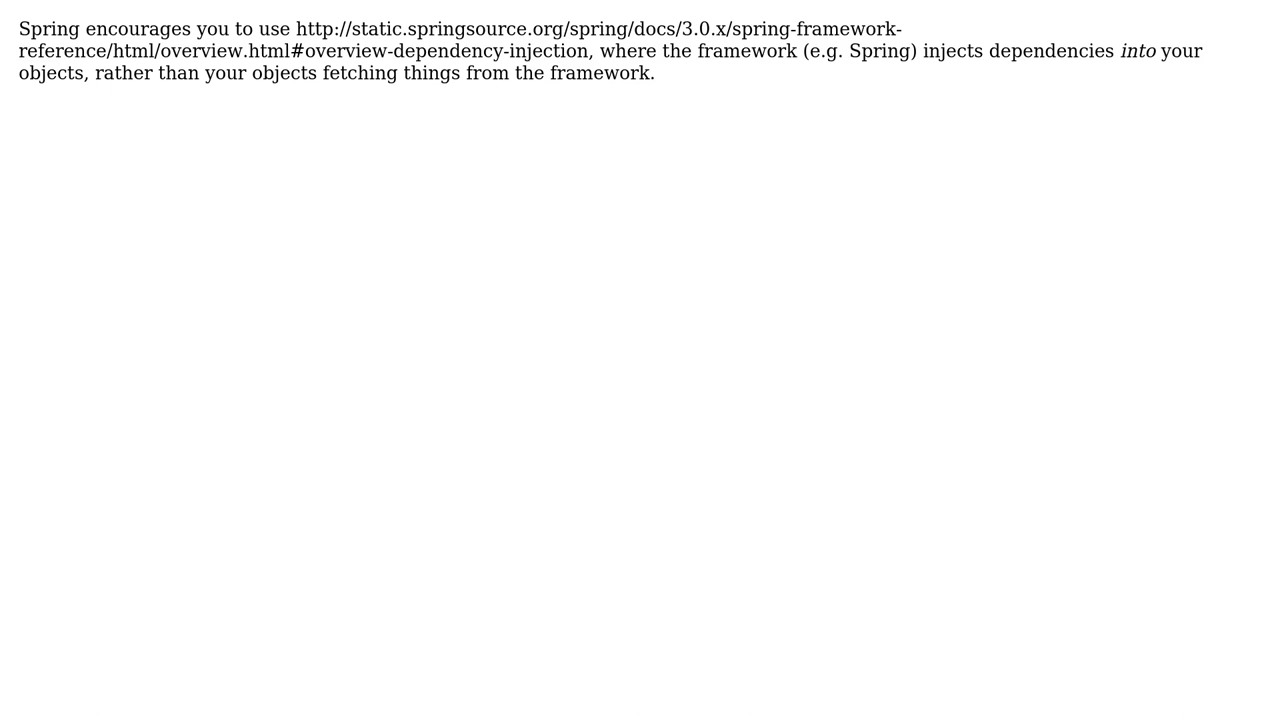 Spring encourages you to use http://static.springsource.org/spring/docs/3.0.x/spring-framework-
reference/html/overview.html#overview-dependency-injection, where the framework (e.g. Spring) injects dependencies into your
objects, rather than your objects fetching things from the framework.